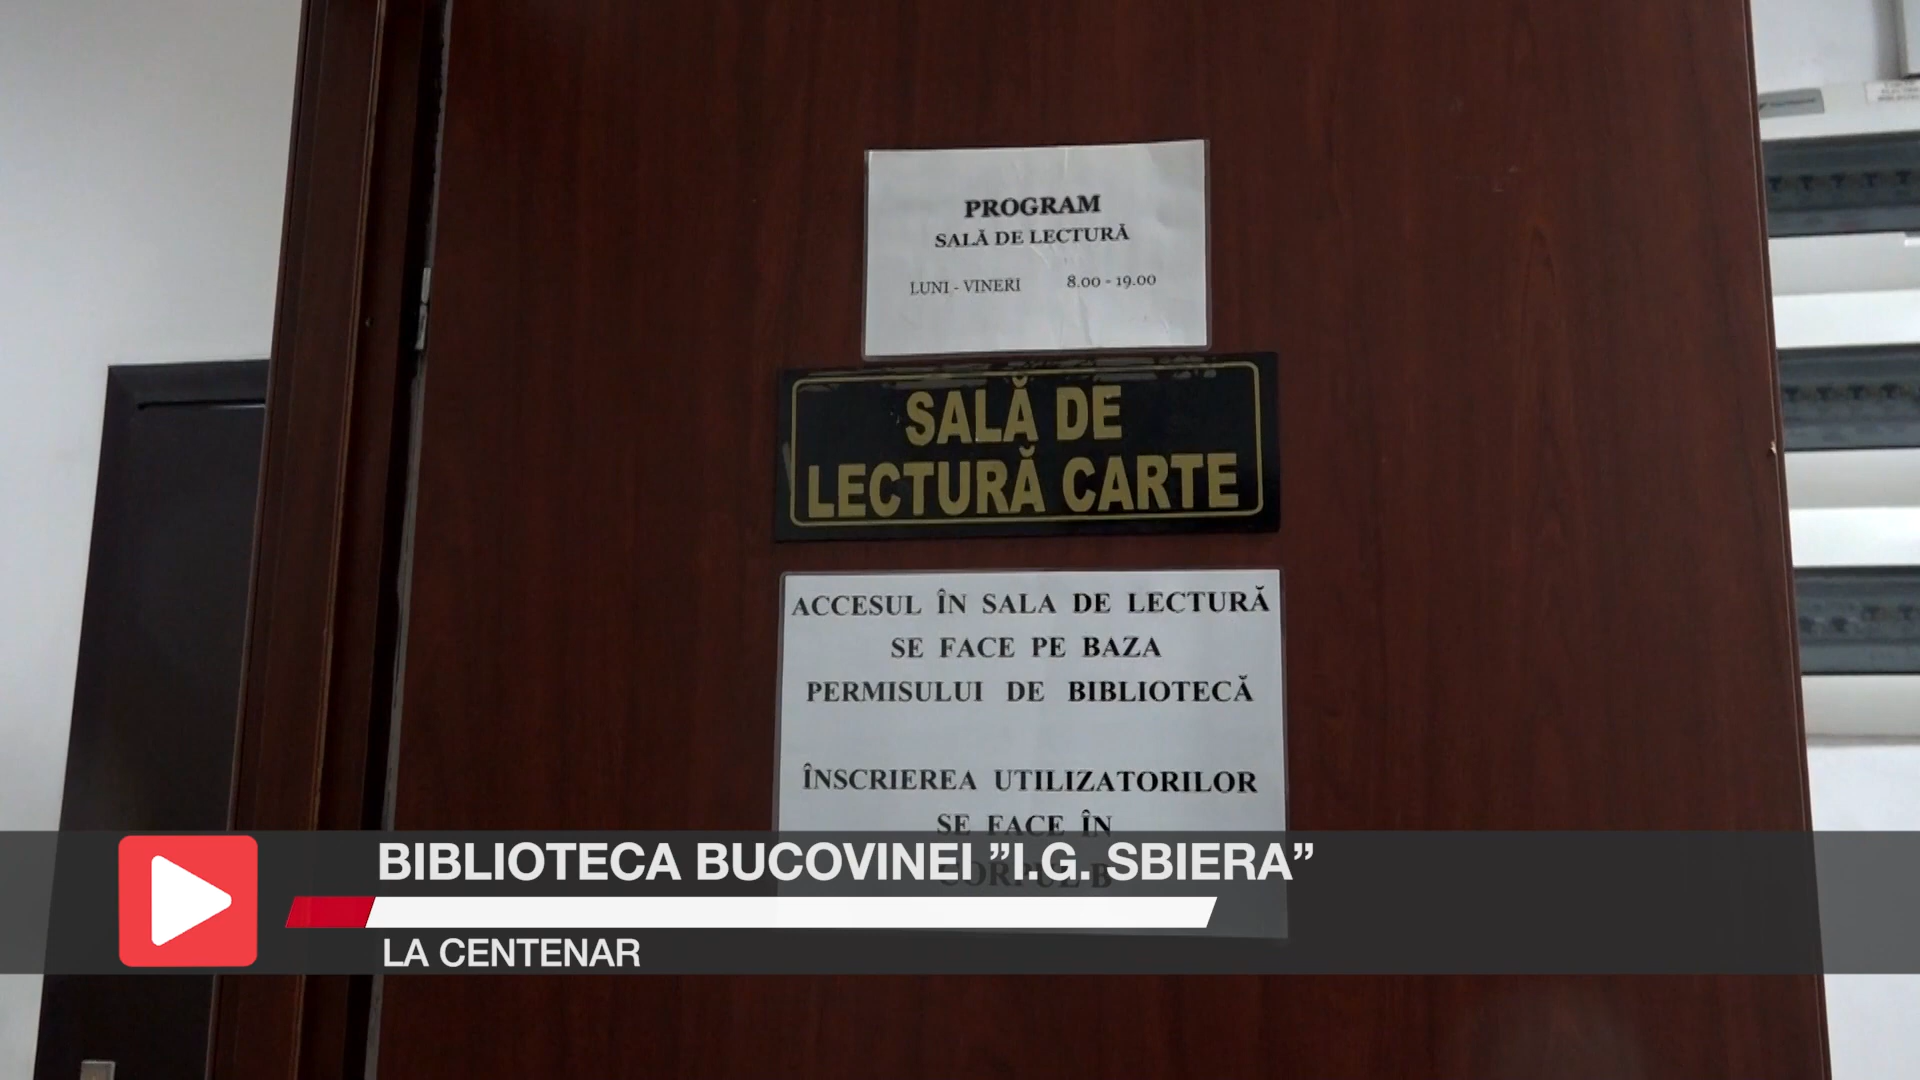 PROGRAM
SALĂ DE LECTURĂ
LUNI - VINERI 8.00 - 19.00
SALĂ DE
LECTURĂ CARTE
ACCESUL ÎN SALA DE LECTURĂ
SE FACE PE BAZA
PERMISULUI DE BIBLIOTECĂ
ÎNSCRIEREA UTILIZATORILOR
SE FACE ÎN
CORPUL B
BIBLIOTECA BUCOVINEI ”I.G. SBIERA”
LA CENTENAR